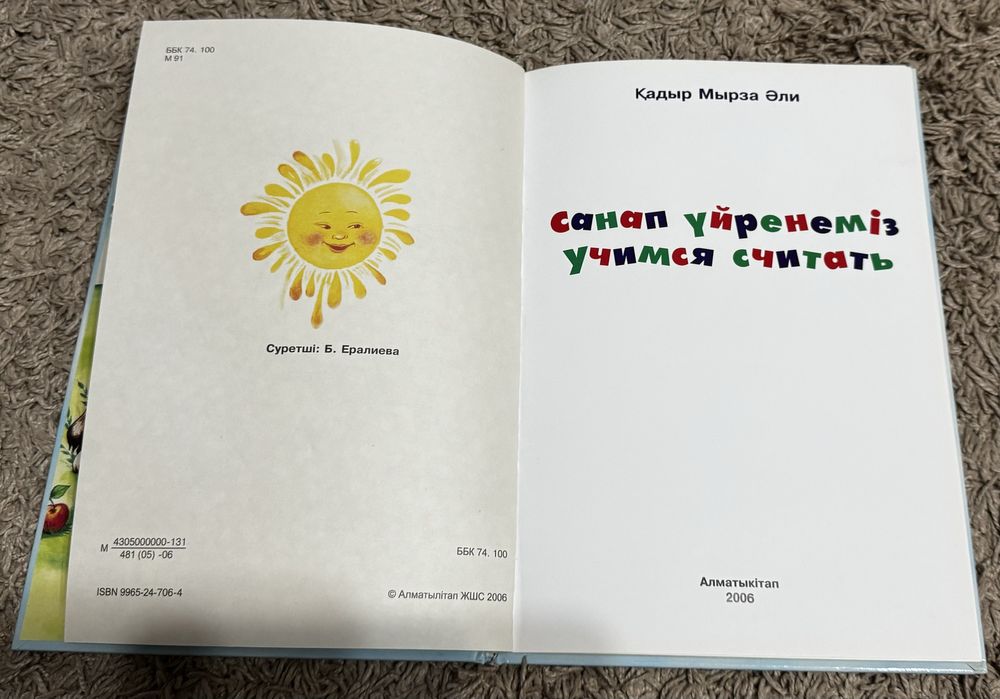 ББК 74. 100
М 91
Суретші: Б. Ералиева
М 4305000000-131
481 (05) -06
ББК 74. 100
ISBN 9965-24-706-4
© Алматылітап ЖШС 2006
Қадыр Мырза Әли
санап үйренеміз
учимся считать
Алматыкітап
2006